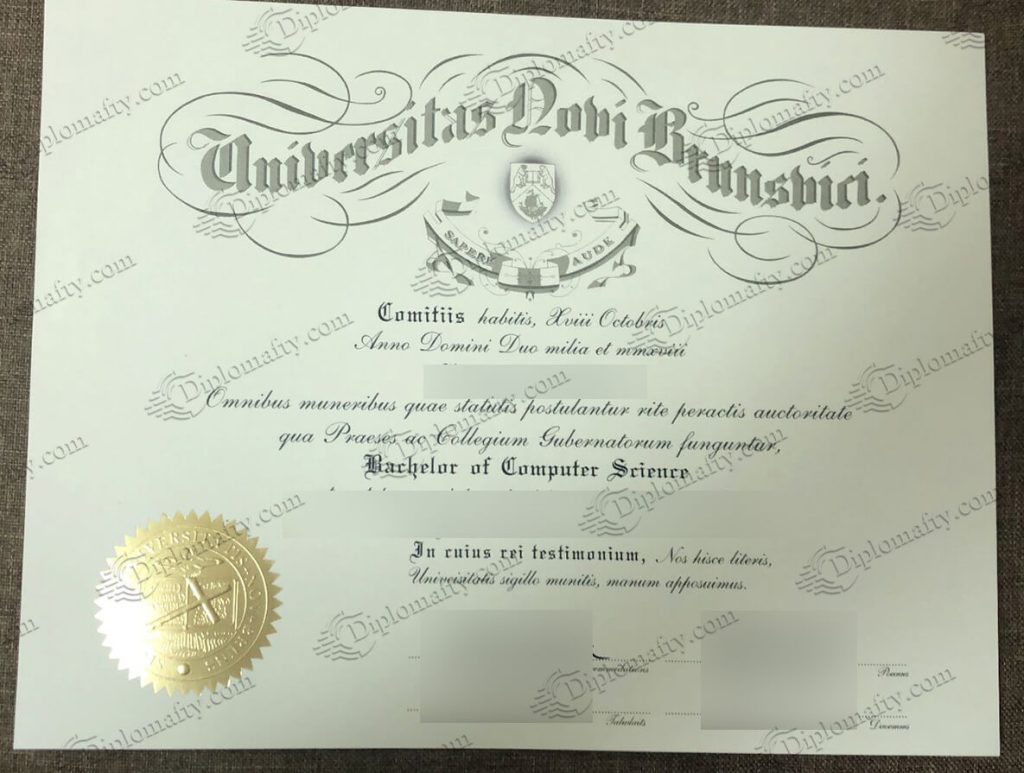 Universitas Novi Brunsvici.
SAPERE AUDE
Comitiis habitis, Xviii Octobris
Anno Domini Duo milia et mmxviii
Omnibus muneribus quae statutis postulantur rite peractis auctoritate
qua Praeses ac Collegium Gubernatorum funguntur,
Bachelor of Computer Science
In cuius rei testimonium, Nos hisce literis,
Univeisitatis sigillo munitis, manum apposuimus.
Diplomafty.com